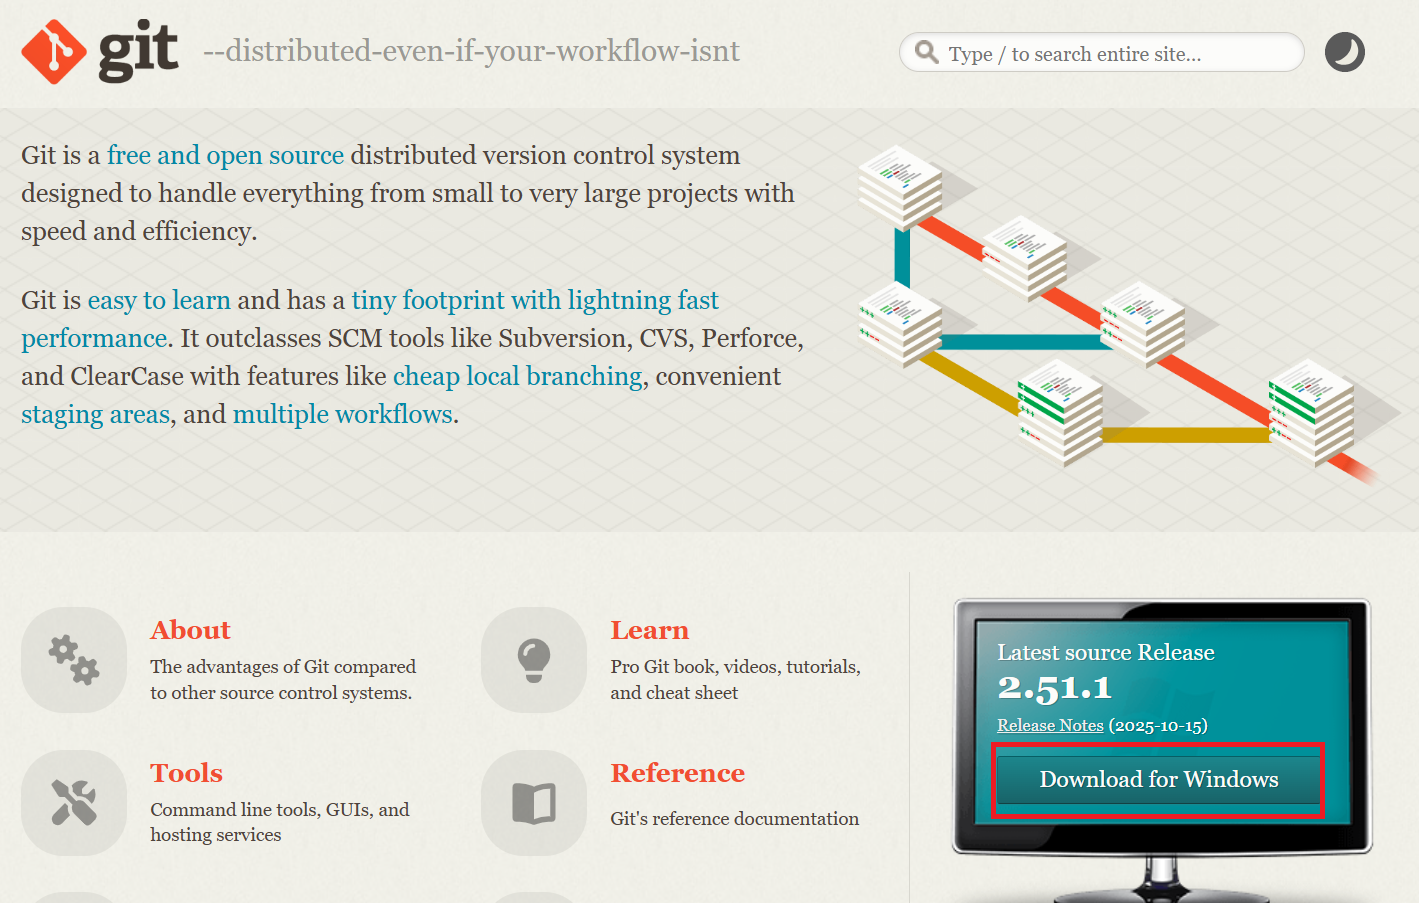 git --distributed-even-if-your-workflow-isnt
Type / to search entire site...
Git is a free and open source distributed version control system
designed to handle everything from small to very large projects with
speed and efficiency.
Git is easy to learn and has a tiny footprint with lightning fast
performance. It outclasses SCM tools like Subversion, CVS, Perforce,
and ClearCase with features like cheap local branching, convenient
staging areas, and multiple workflows.
About
The advantages of Git compared
to other source control systems.
Learn
Pro Git book, videos, tutorials,
and cheat sheet
Tools
Command line tools, GUIs, and
hosting services
Reference
Git's reference documentation
Latest source Release
2.51.1
Release Notes (2025-10-15)
Download for Windows